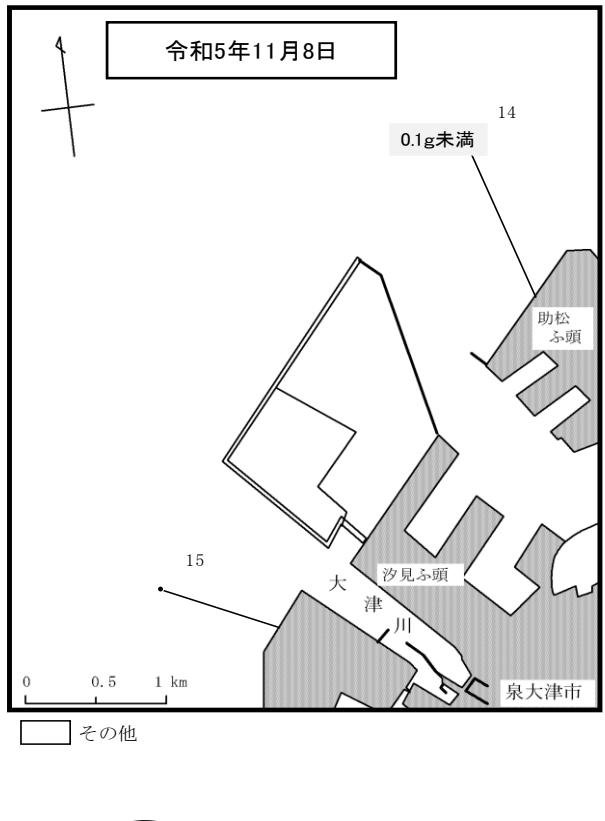 令和5年11月8日
14
0.1g未満
助松
ふ頭
15
汐見ふ頭
大
津
川
0 0.5 1 km
泉大津市
その他